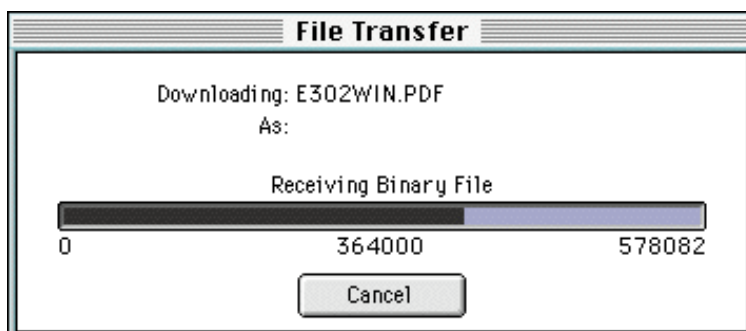 File Transfer
Downloading: E302WIN.PDF
As:
Receiving Binary File
0 364000 578082
Cancel